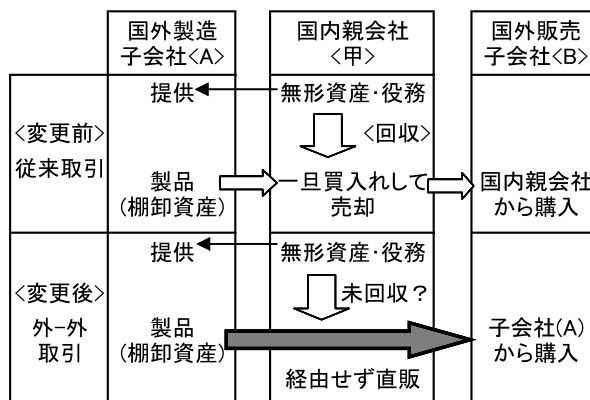 国外製造
子会社<A>
国内親会社
<甲>
国外販売
子会社<B>
<変更前>
従来取引
提供
無形資産･役務
<回収>
製品
(棚卸資産)
一旦買入れして
売却
国内親会社
から購入
<変更後>
外-外
取引
提供
無形資産･役務
未回収？
製品
(棚卸資産)
経由せず直販
子会社(A)
から購入